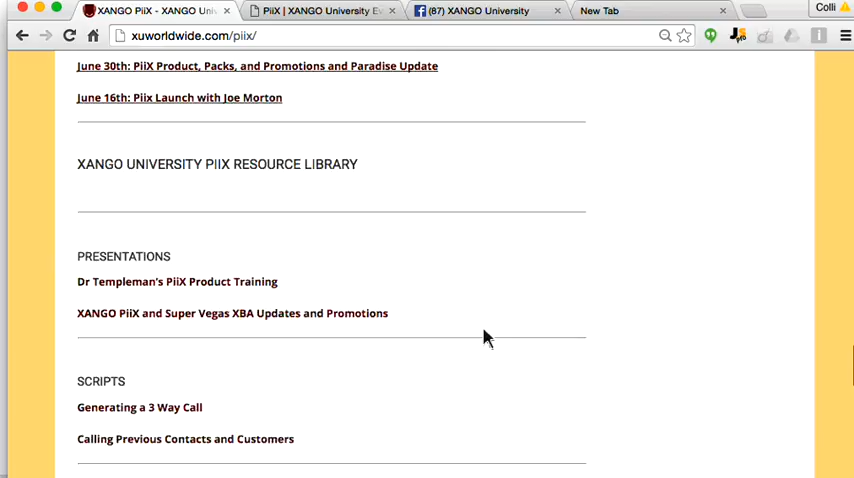 XANGO PiiX - XANGO Univ
PiiX | XANGO University Ev
(87) XANGO University
New Tab
Colli
xuworldwide.com/piix/
June 30th: PiiX Product, Packs, and Promotions and Paradise Update
June 16th: Piix Launch with Joe Morton
XANGO UNIVERSITY PIIX RESOURCE LIBRARY
PRESENTATIONS
Dr Templeman's PiiX Product Training
XANGO PiiX and Super Vegas XBA Updates and Promotions
SCRIPTS
Generating a 3 Way Call
Calling Previous Contacts and Customers